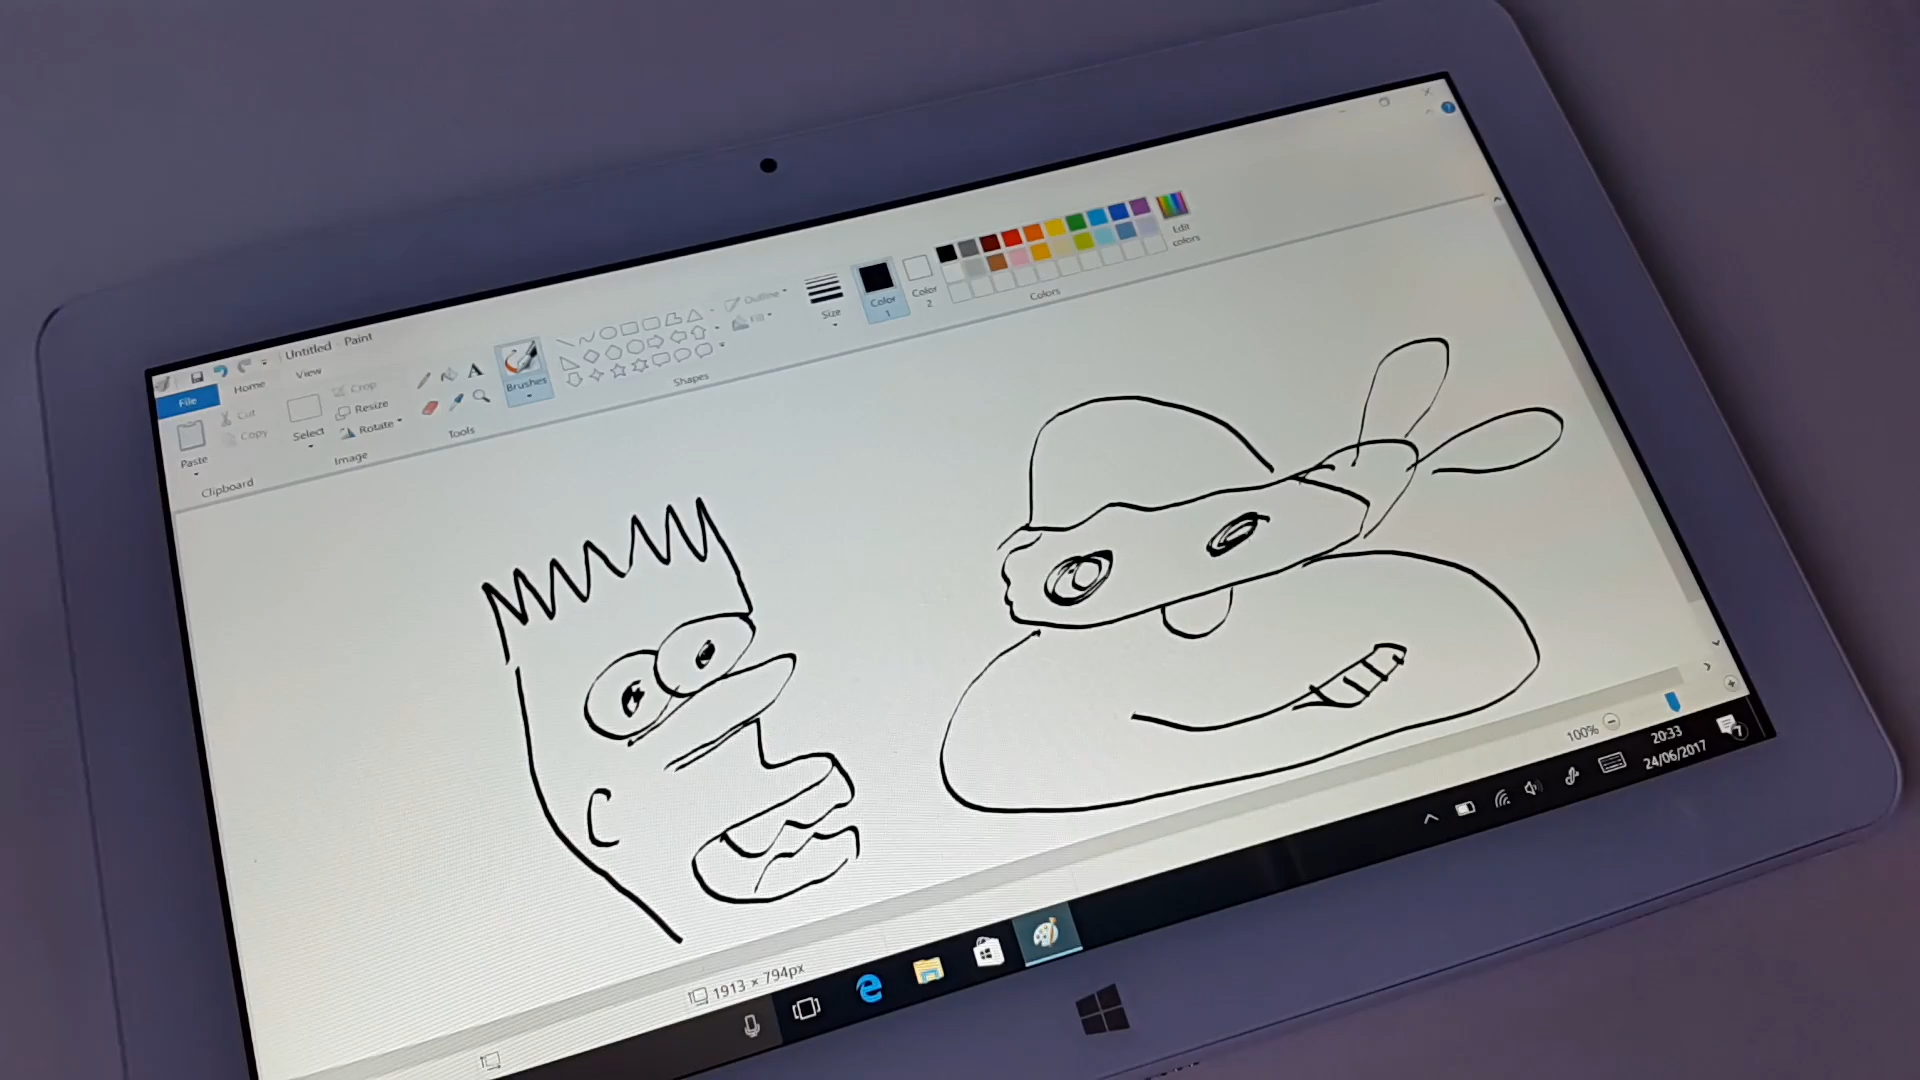 Untitled - Paint
File
Home
View
Paste
Cut
Copy
Clipboard
Select
Crop
Resize
Rotate
Image
A
Tools
Brushes
Outline
Fill
Shapes
Size
Color
1
Color
2
Edit
colors
Colors
1913 × 794px
100%
20:33
24/06/2017
7